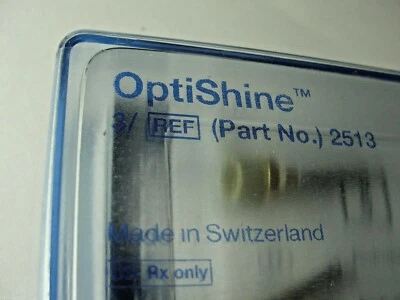 OptiShine™
3/ REF (Part No.) 2513
Made in Switzerland
Rx only